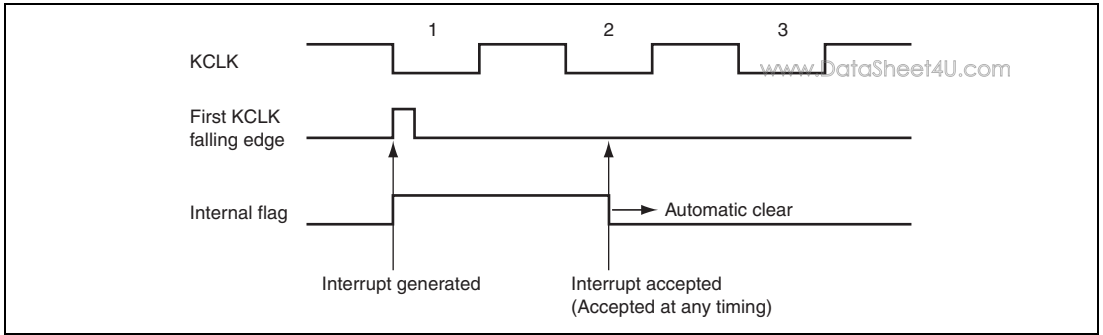 1 2 3
KCLK
www.DataSheet4U.com
First KCLK
falling edge
Internal flag
Automatic clear
Interrupt generated
Interrupt accepted
(Accepted at any timing)